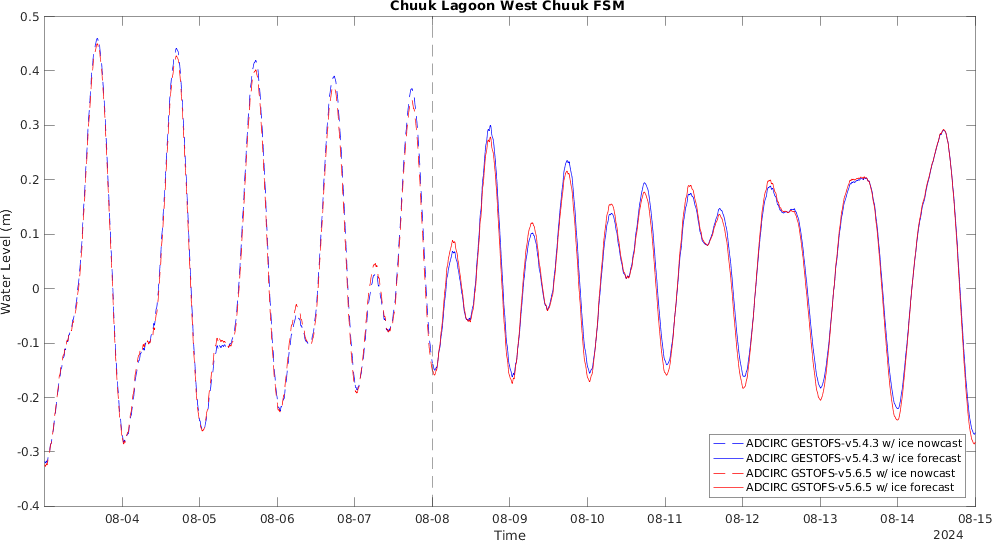 Chuuk Lagoon West Chuuk FSM
0.5
0.4
0.3
0.2
0.1
0
-0.1
-0.2
-0.3
-0.4
Water Level (m)
ADCIRC GESTOFS-v5.4.3 w/ ice nowcast
ADCIRC GESTOFS-v5.4.3 w/ ice forecast
ADCIRC GSTOFS-v5.6.5 w/ ice nowcast
ADCIRC GSTOFS-v5.6.5 w/ ice forecast
08-04 08-05 08-06 08-07 08-08 08-09 08-10 08-11 08-12 08-13 08-14 08-15
Time
2024